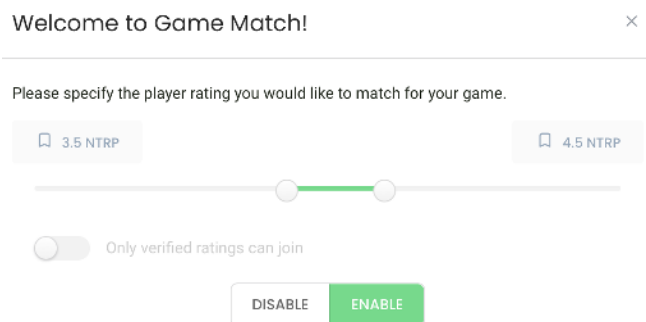 Welcome to Game Match!
Please specify the player rating you would like to match for your game.
3.5 NTRP
4.5 NTRP
Only verified ratings can join
DISABLE
ENABLE